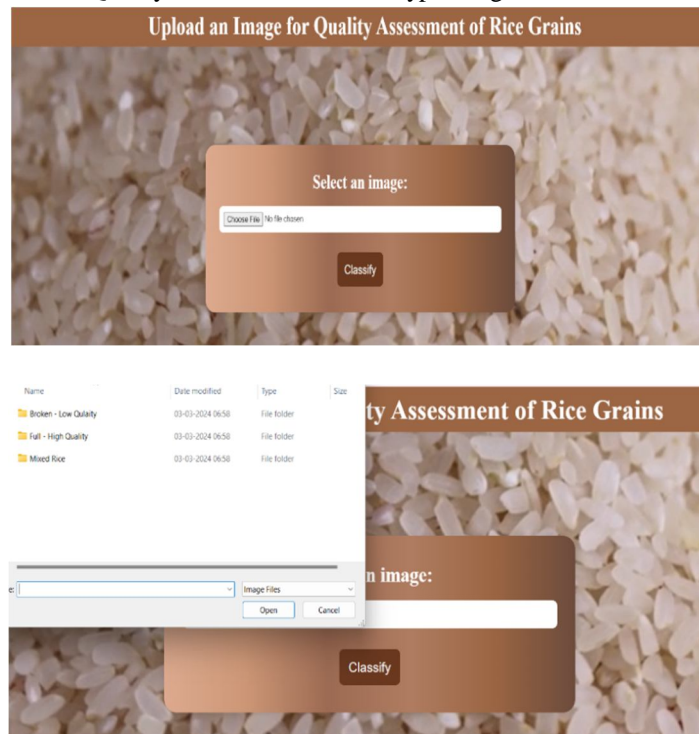 Upload an Image for Quality Assessment of Rice Grains
Select an image:
Choose File No file chosen
Classify
Name Date modified Type Size
Broken - Low Qulaity 03-03-2024 06:58 File folder
Full - High Quality 03-03-2024 06:58 File folder
Mixed Rice 03-03-2024 06:58 File folder
ty Assessment of Rice Grains
n image:
e: Image Files
Open Cancel
Classify